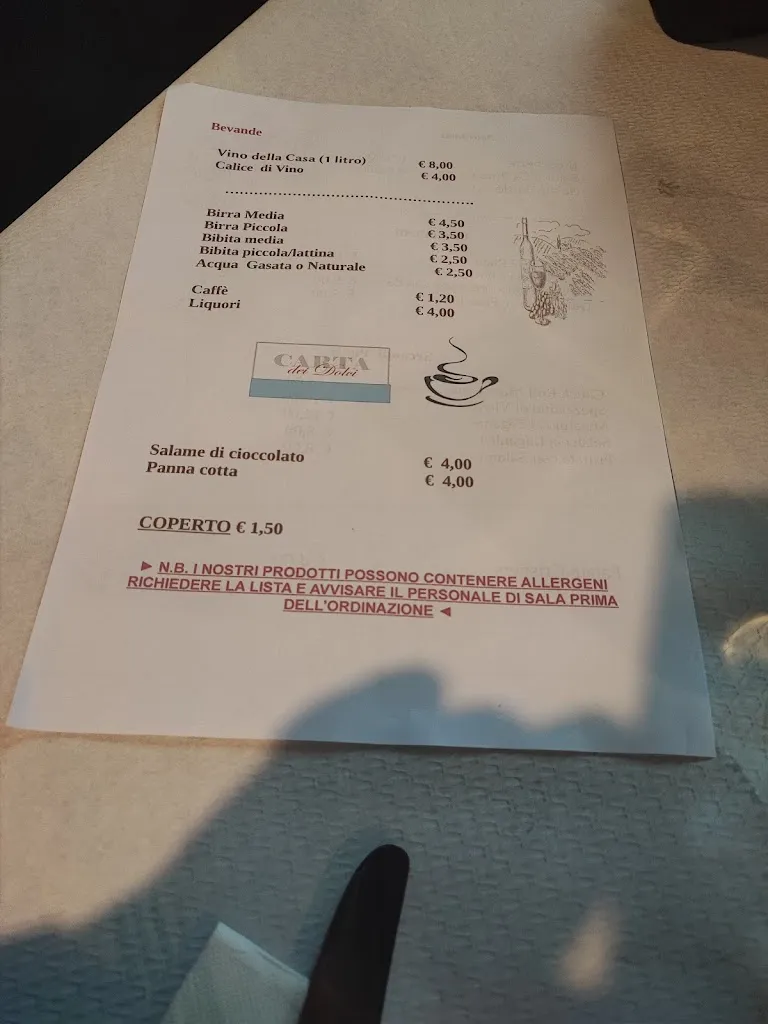 Bevande
Vino della Casa (1 litro) € 8,00
Calice di Vino € 4,00
Birra Media € 4,50
Birra Piccola € 3,50
Bibita media € 3,50
Bibita piccola/lattina € 2,50
Acqua Gasata o Naturale € 2,50
Caffè € 1,20
Liquori € 4,00
CARTA
dei Dolci
Salame di cioccolato € 4,00
Panna cotta € 4,00
COPERTO € 1,50
► N.B. I NOSTRI PRODOTTI POSSONO CONTENERE ALLERGENI
RICHIEDERE LA LISTA E AVVISARE IL PERSONALE DI SALA PRIMA
DELL'ORDINAZIONE ◄